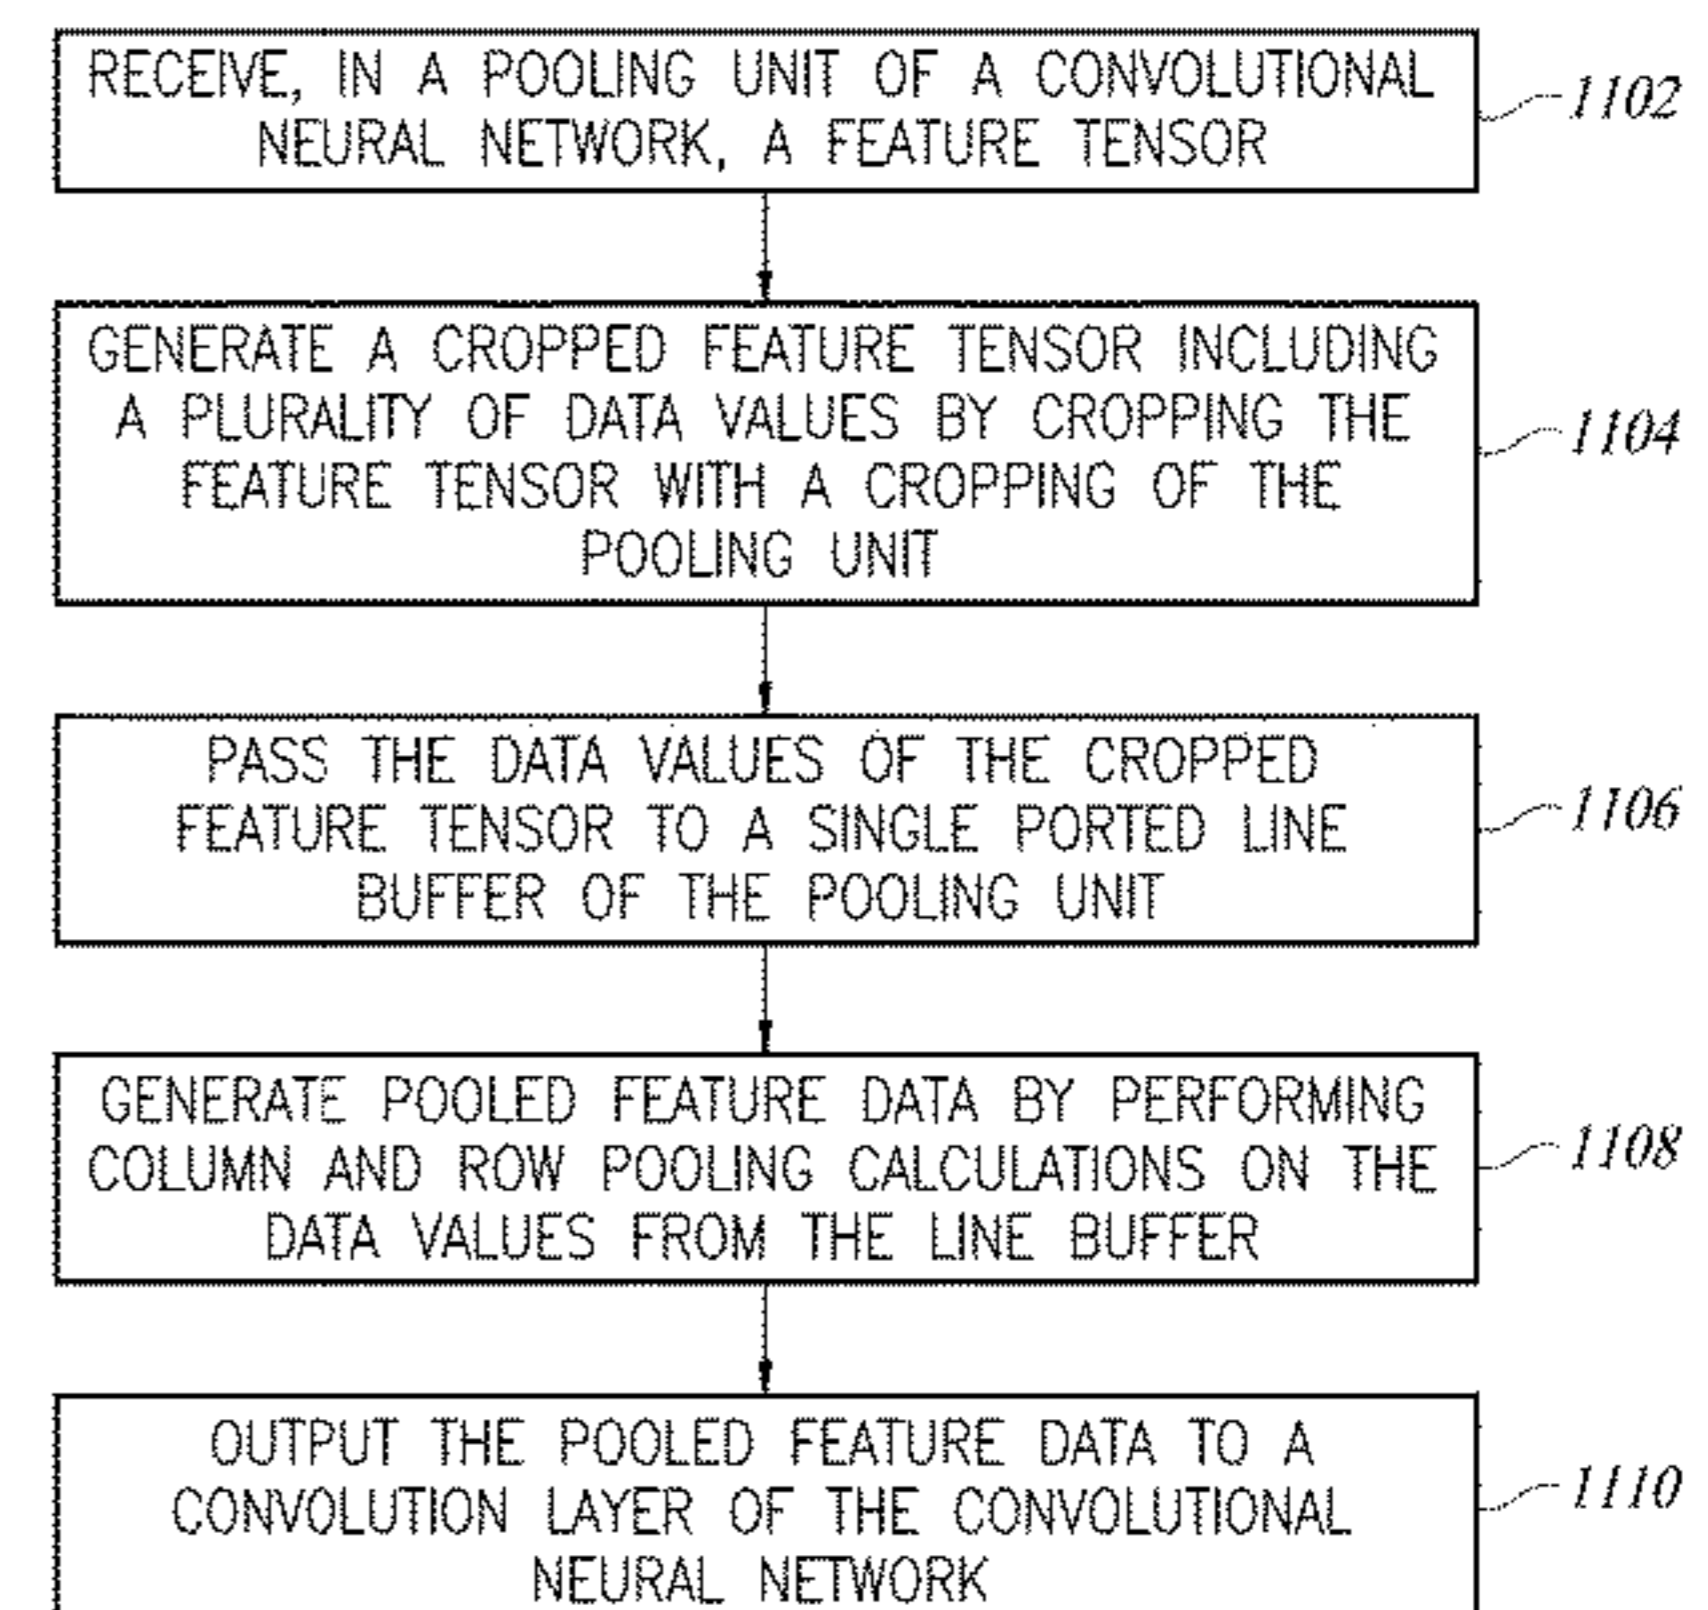 RECEIVE, IN A POOLING UNIT OF A CONVOLUTIONAL
NEURAL NETWORK, A FEATURE TENSOR
1102
GENERATE A CROPPED FEATURE TENSOR INCLUDING
A PLURALITY OF DATA VALUES BY CROPPING THE
FEATURE TENSOR WITH A CROPPING OF THE
POOLING UNIT
1104
PASS THE DATA VALUES OF THE CROPPED
FEATURE TENSOR TO A SINGLE PORTED LINE
BUFFER OF THE POOLING UNIT
1106
GENERATE POOLED FEATURE DATA BY PERFORMING
COLUMN AND ROW POOLING CALCULATIONS ON THE
DATA VALUES FROM THE LINE BUFFER
1108
OUTPUT THE POOLED FEATURE DATA TO A
CONVOLUTION LAYER OF THE CONVOLUTIONAL
NEURAL NETWORK
1110